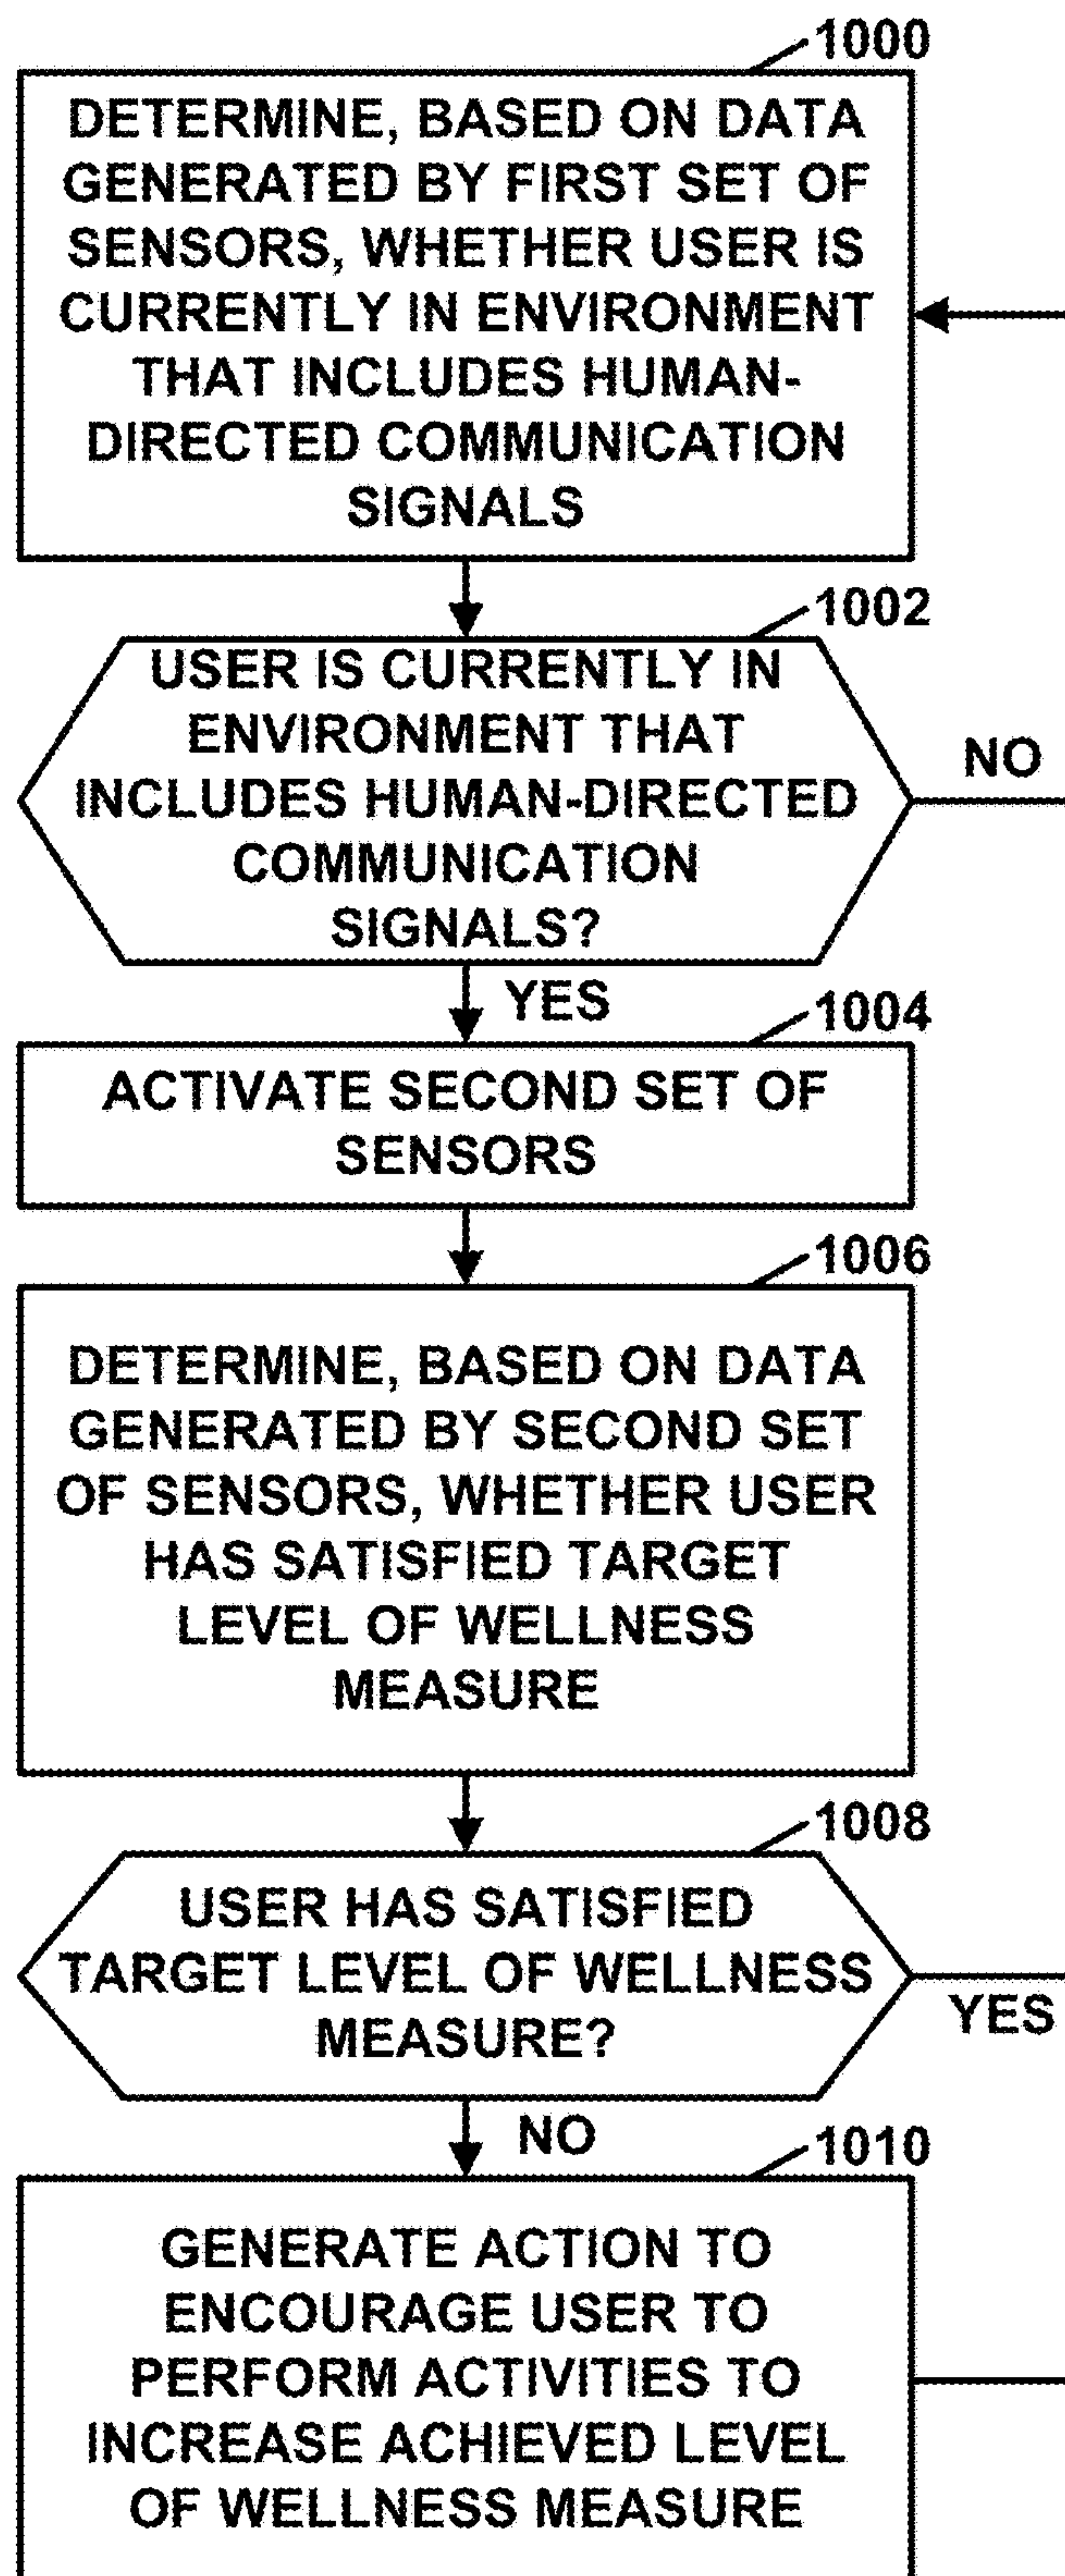 1000
DETERMINE, BASED ON DATA
GENERATED BY FIRST SET OF
SENSORS, WHETHER USER IS
CURRENTLY IN ENVIRONMENT
THAT INCLUDES HUMAN-
DIRECTED COMMUNICATION
SIGNALS
1002
USER IS CURRENTLY IN
ENVIRONMENT THAT
INCLUDES HUMAN-DIRECTED
COMMUNICATION
SIGNALS?
NO
YES
1004
ACTIVATE SECOND SET OF
SENSORS
1006
DETERMINE, BASED ON DATA
GENERATED BY SECOND SET
OF SENSORS, WHETHER USER
HAS SATISFIED TARGET
LEVEL OF WELLNESS
MEASURE
1008
USER HAS SATISFIED
TARGET LEVEL OF WELLNESS
MEASURE?
YES
NO
1010
GENERATE ACTION TO
ENCOURAGE USER TO
PERFORM ACTIVITIES TO
INCREASE ACHIEVED LEVEL
OF WELLNESS MEASURE